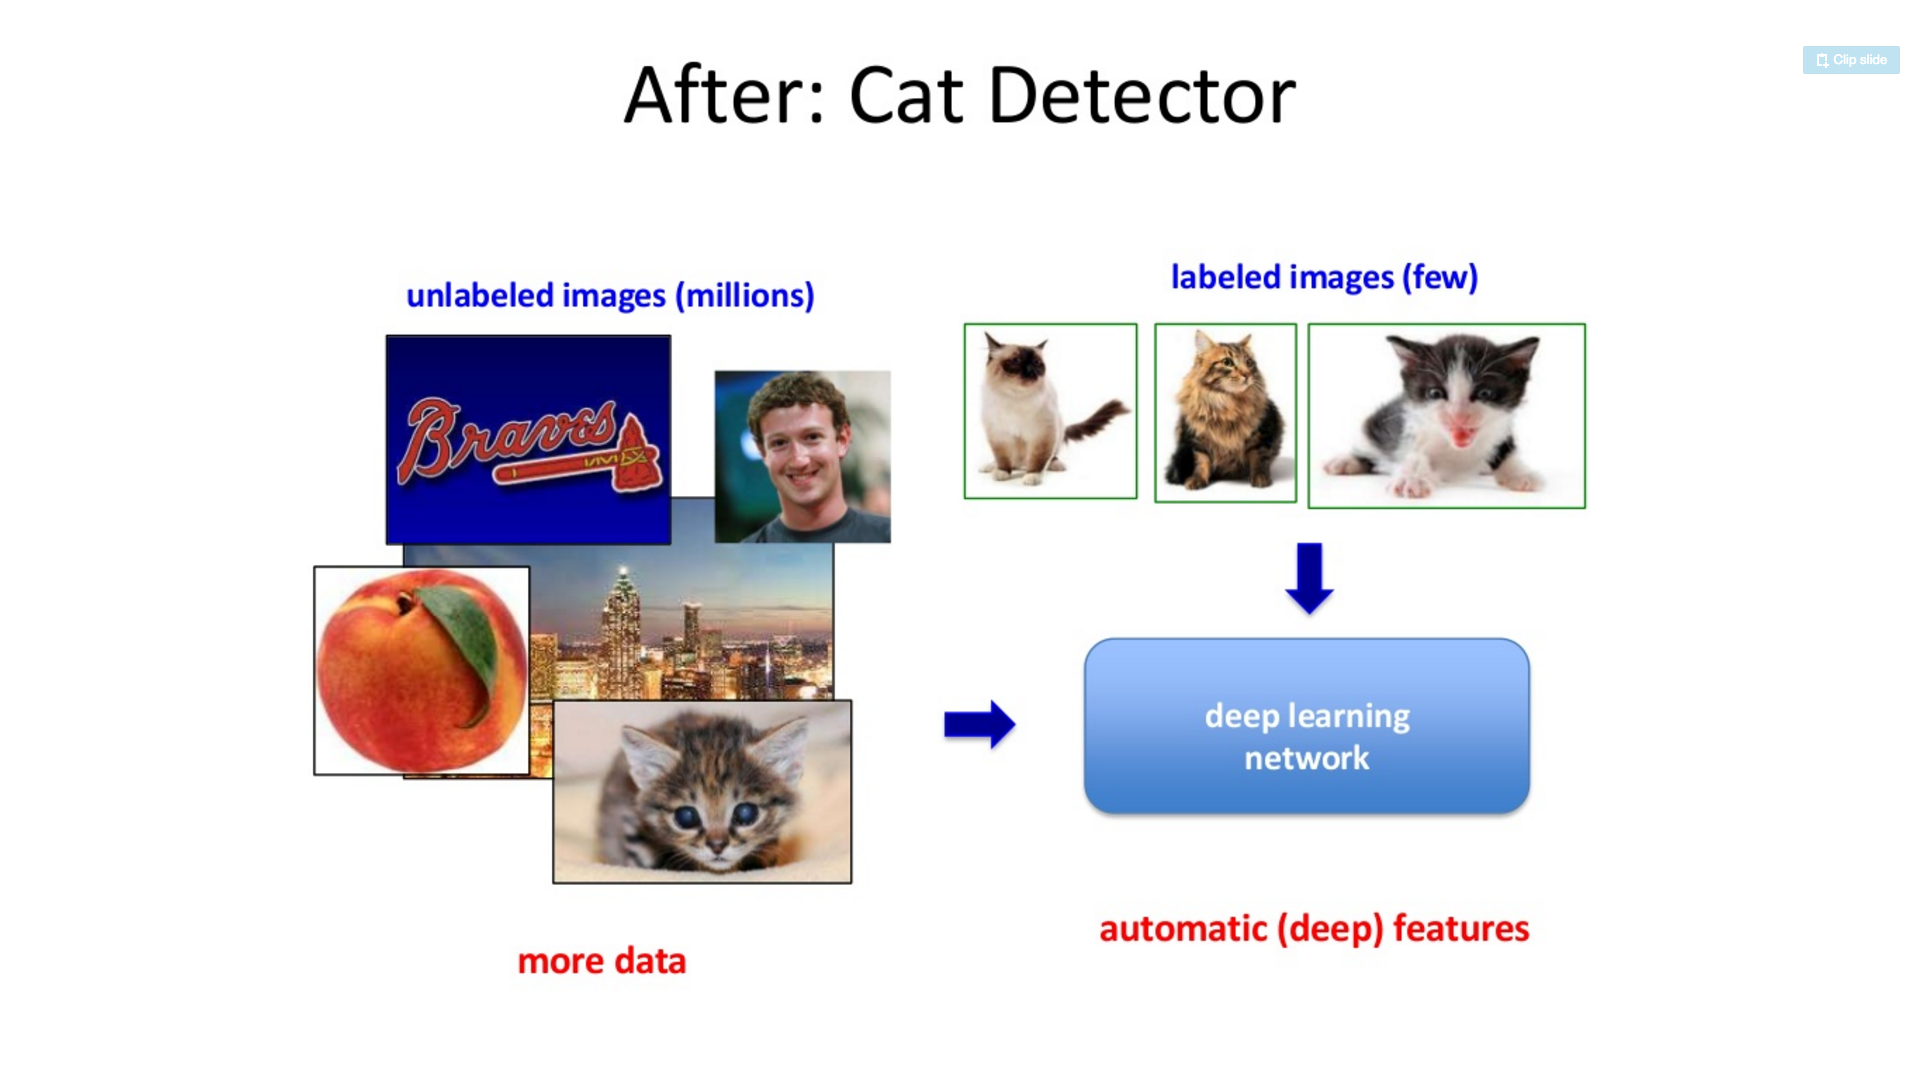 After: Cat Detector
Clip slide
unlabeled images (millions)
labeled images (few)
Braves
deep learning
network
automatic (deep) features
more data